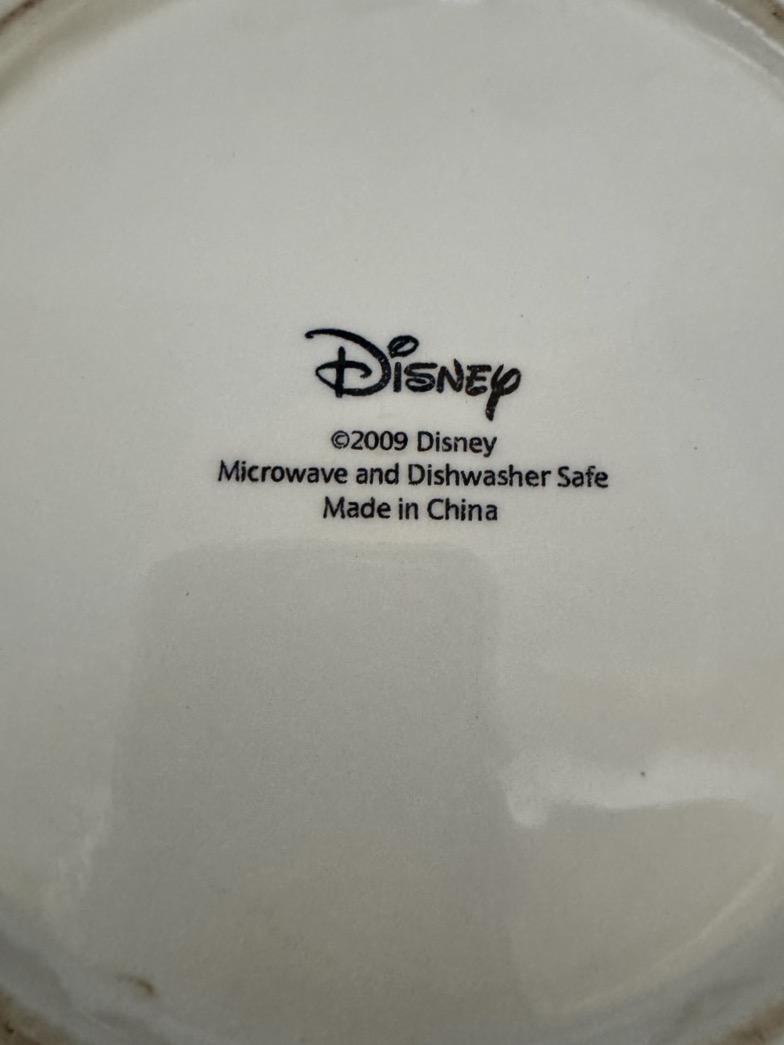 Disney
©2009 Disney
Microwave and Dishwasher Safe
Made in China